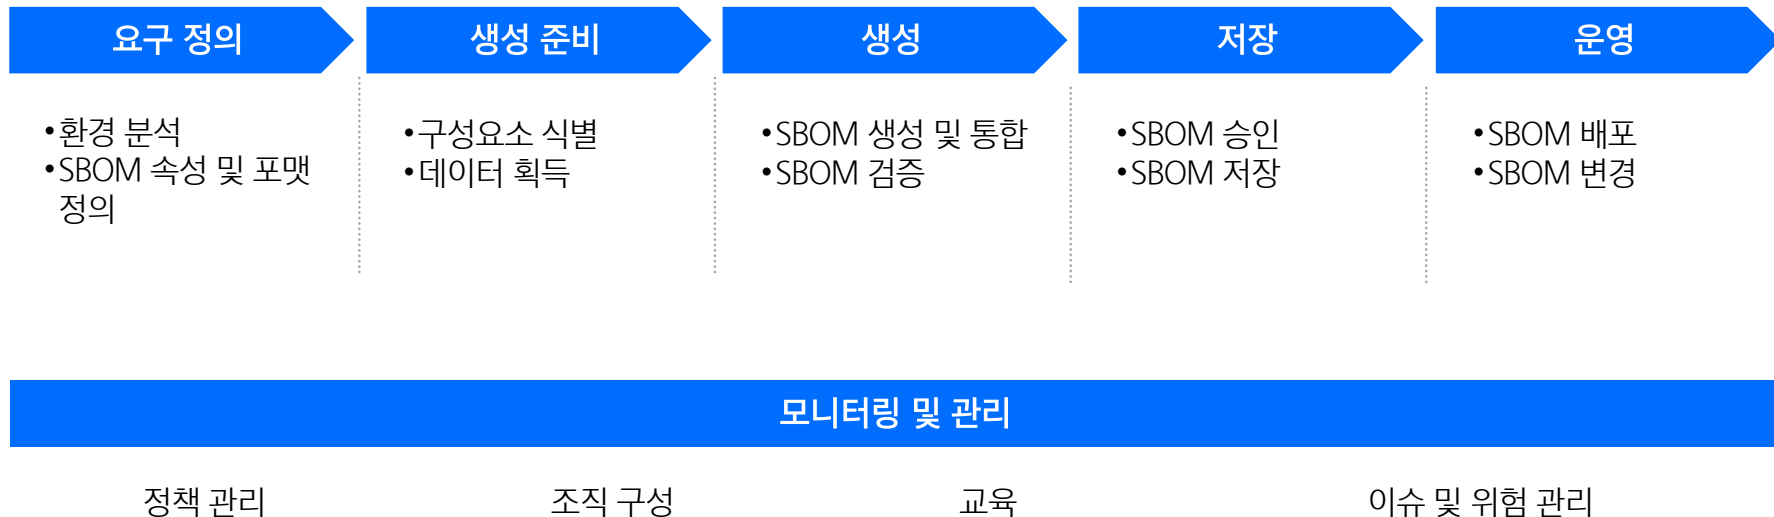 요구 정의
생성 준비
생성
저장
운영
•환경 분석
•SBOM 속성 및 포맷
정의
•구성요소 식별
•데이터 획득
•SBOM 생성 및 통합
•SBOM 검증
•SBOM 승인
•SBOM 저장
•SBOM 배포
•SBOM 변경
모니터링 및 관리
정책 관리
조직 구성
교육
이슈 및 위험 관리